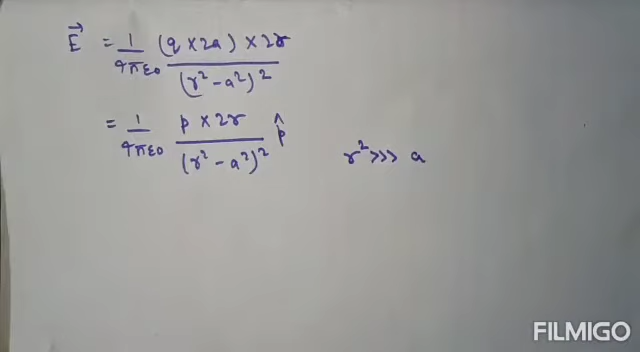 E⃗ = 1/4πε0 (q × 2a) × 2r / (r² - a²)²
= 1/4πε0 p × 2r / (r² - a²)² p̂
r² >>> a
FILMIGO